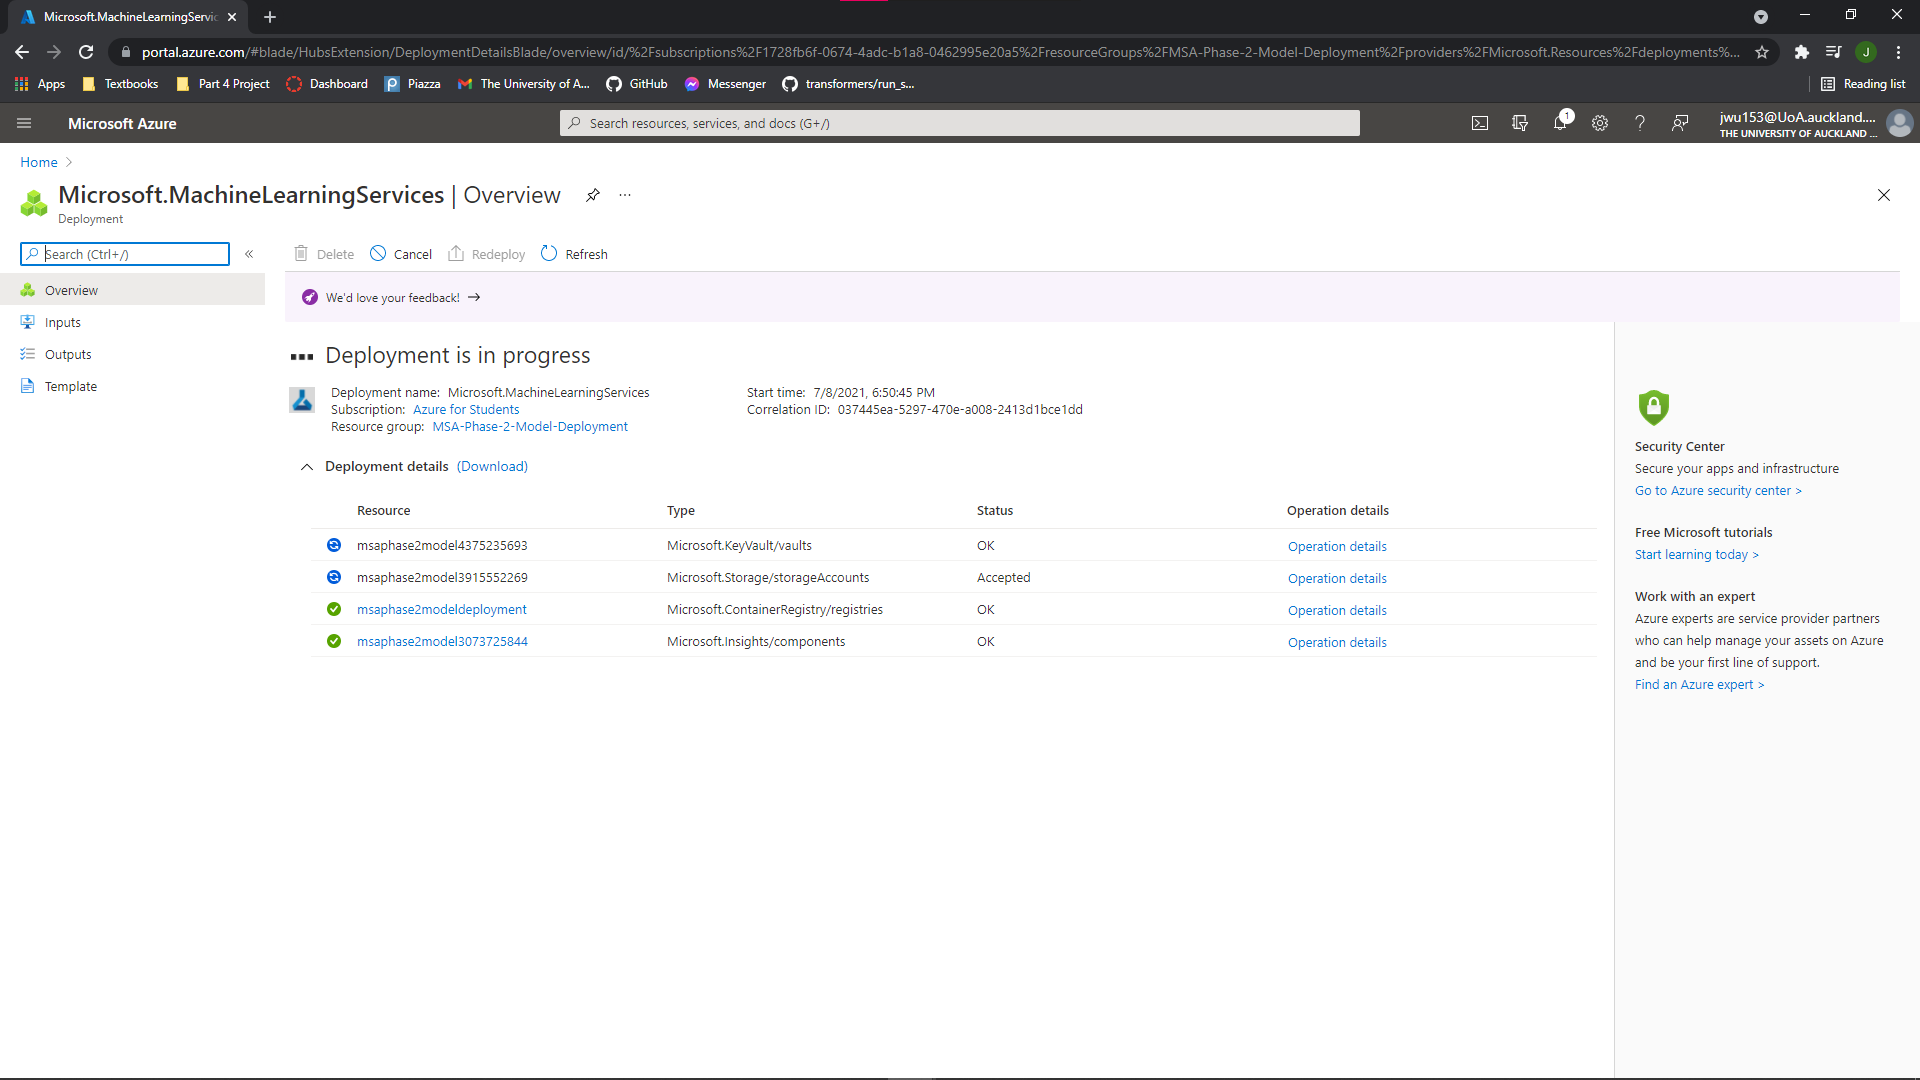 Microsoft.MachineLearningServic
portal.azure.com/#blade/HubsExtension/DeploymentDetailsBlade/overview/id/%2Fsubscriptions%2F1728fb6f-0674-4adc-b1a8-0462995e20a5%2FresourceGroups%2FMSA-Phase-2-Model-Deployment%2Fproviders%2FMicrosoft.Resources%2Fdeployments%...
J
Apps Textbooks Part 4 Project Dashboard Piazza The University of A... GitHub Messenger transformers/run_s... Reading list
Microsoft Azure
Search resources, services, and docs (G+/)
1
jwu153@UoA.auckland....
THE UNIVERSITY OF AUCKLAND ...
Home
Microsoft.MachineLearningServices | Overview
Deployment
Search (Ctrl+/)
Delete Cancel Redeploy Refresh
Overview
Inputs
Outputs
Template
We'd love your feedback!
Deployment is in progress
Deployment name: Microsoft.MachineLearningServices
Subscription: Azure for Students
Resource group: MSA-Phase-2-Model-Deployment
Start time: 7/8/2021, 6:50:45 PM
Correlation ID: 037445ea-5297-470e-a008-2413d1bce1dd
Deployment details (Download)
Resource Type Status Operation details
msaphase2model4375235693 Microsoft.KeyVault/vaults OK Operation details
msaphase2model3915552269 Microsoft.Storage/storageAccounts Accepted Operation details
msaphase2modeldeployment Microsoft.ContainerRegistry/registries OK Operation details
msaphase2model3073725844 Microsoft.Insights/components OK Operation details
Security Center
Secure your apps and infrastructure
Go to Azure security center >
Free Microsoft tutorials
Start learning today >
Work with an expert
Azure experts are service provider partners
who can help manage your assets on Azure
and be your first line of support.
Find an Azure expert >